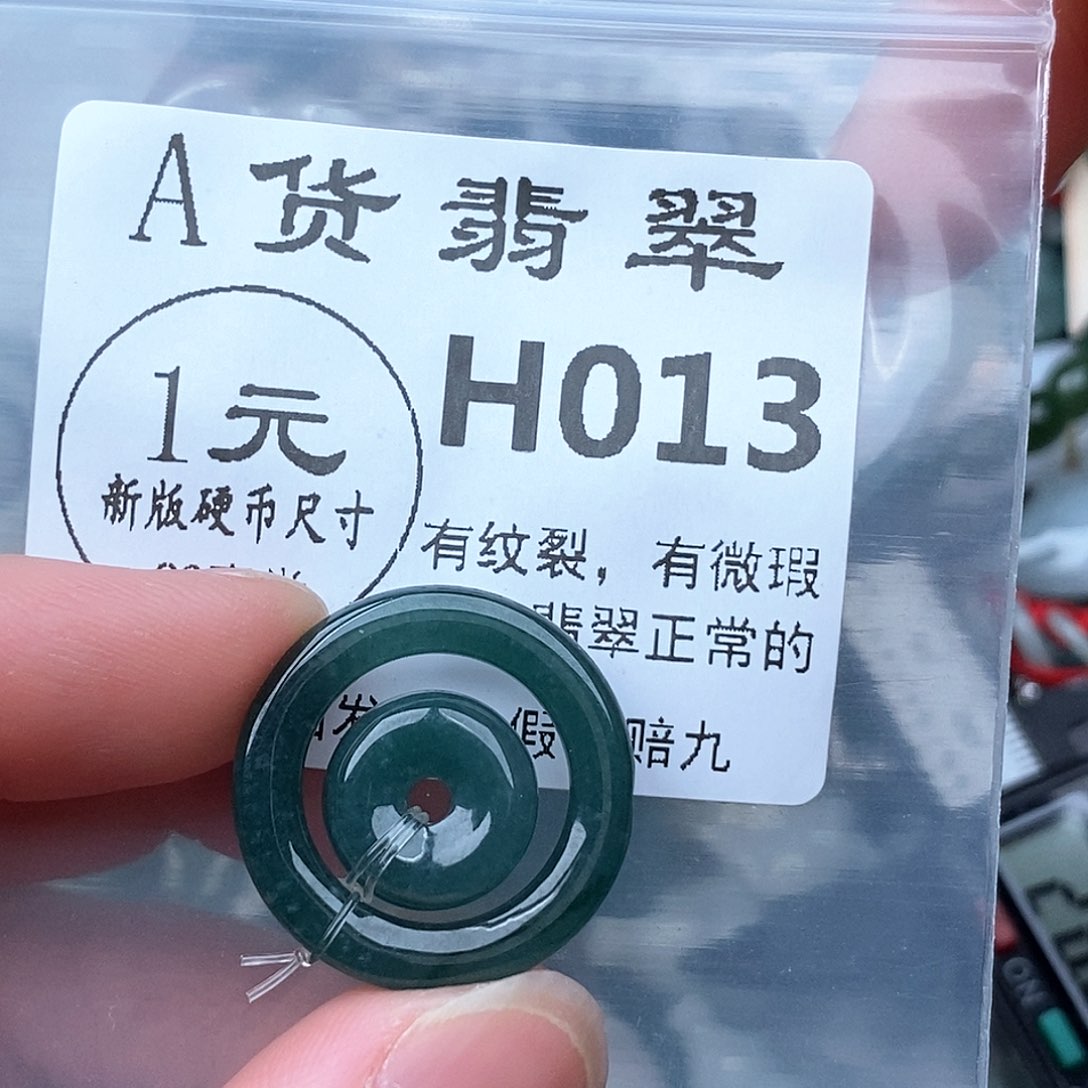 A货翡翠
1元
新版硬币尺寸
H013
有纹裂，有微瑕
翡翠正常的
假
赔九
ON